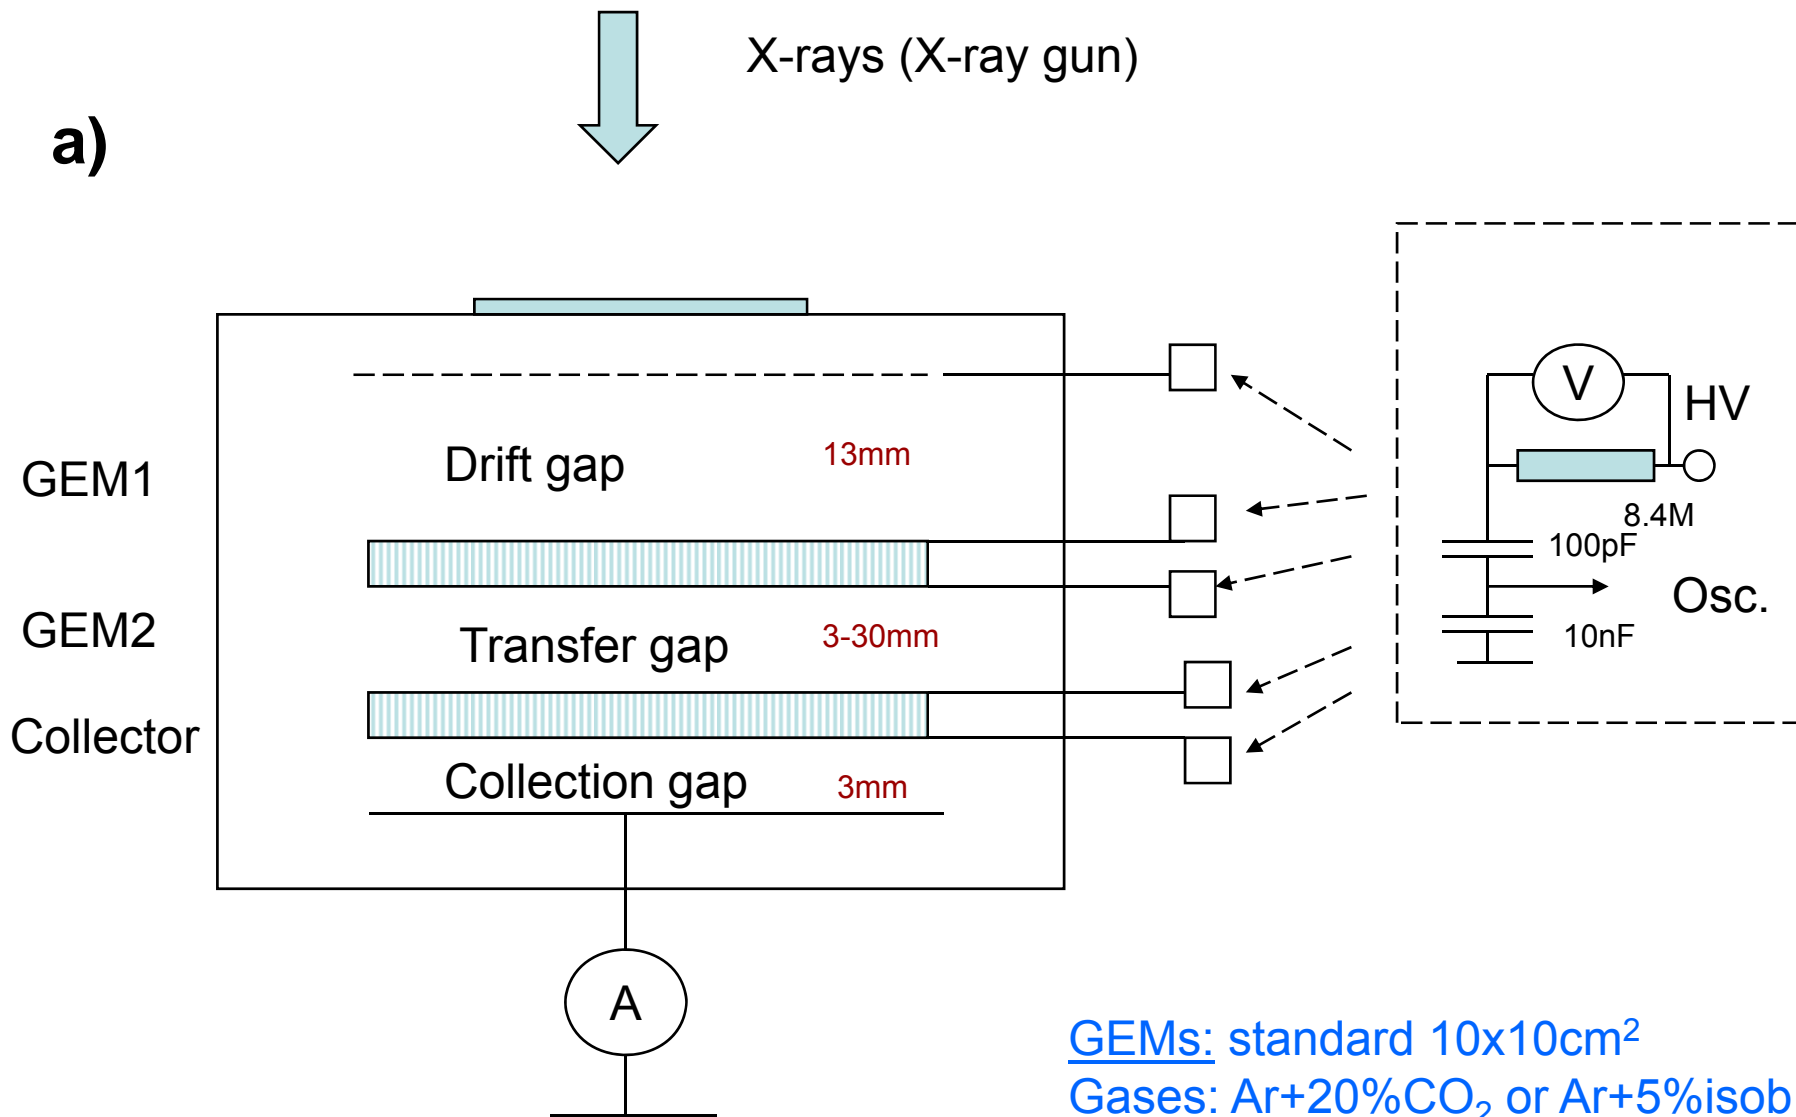 X-rays (X-ray gun)
a)
V
HV
GEM1
Drift gap
13mm
8.4M
100pF
Osc.
GEM2
Transfer gap
3-30mm
10nF
Collector
Collection gap
3mm
A
GEMs: standard 10x10cm²
Gases: Ar+20%CO₂ or Ar+5%isob